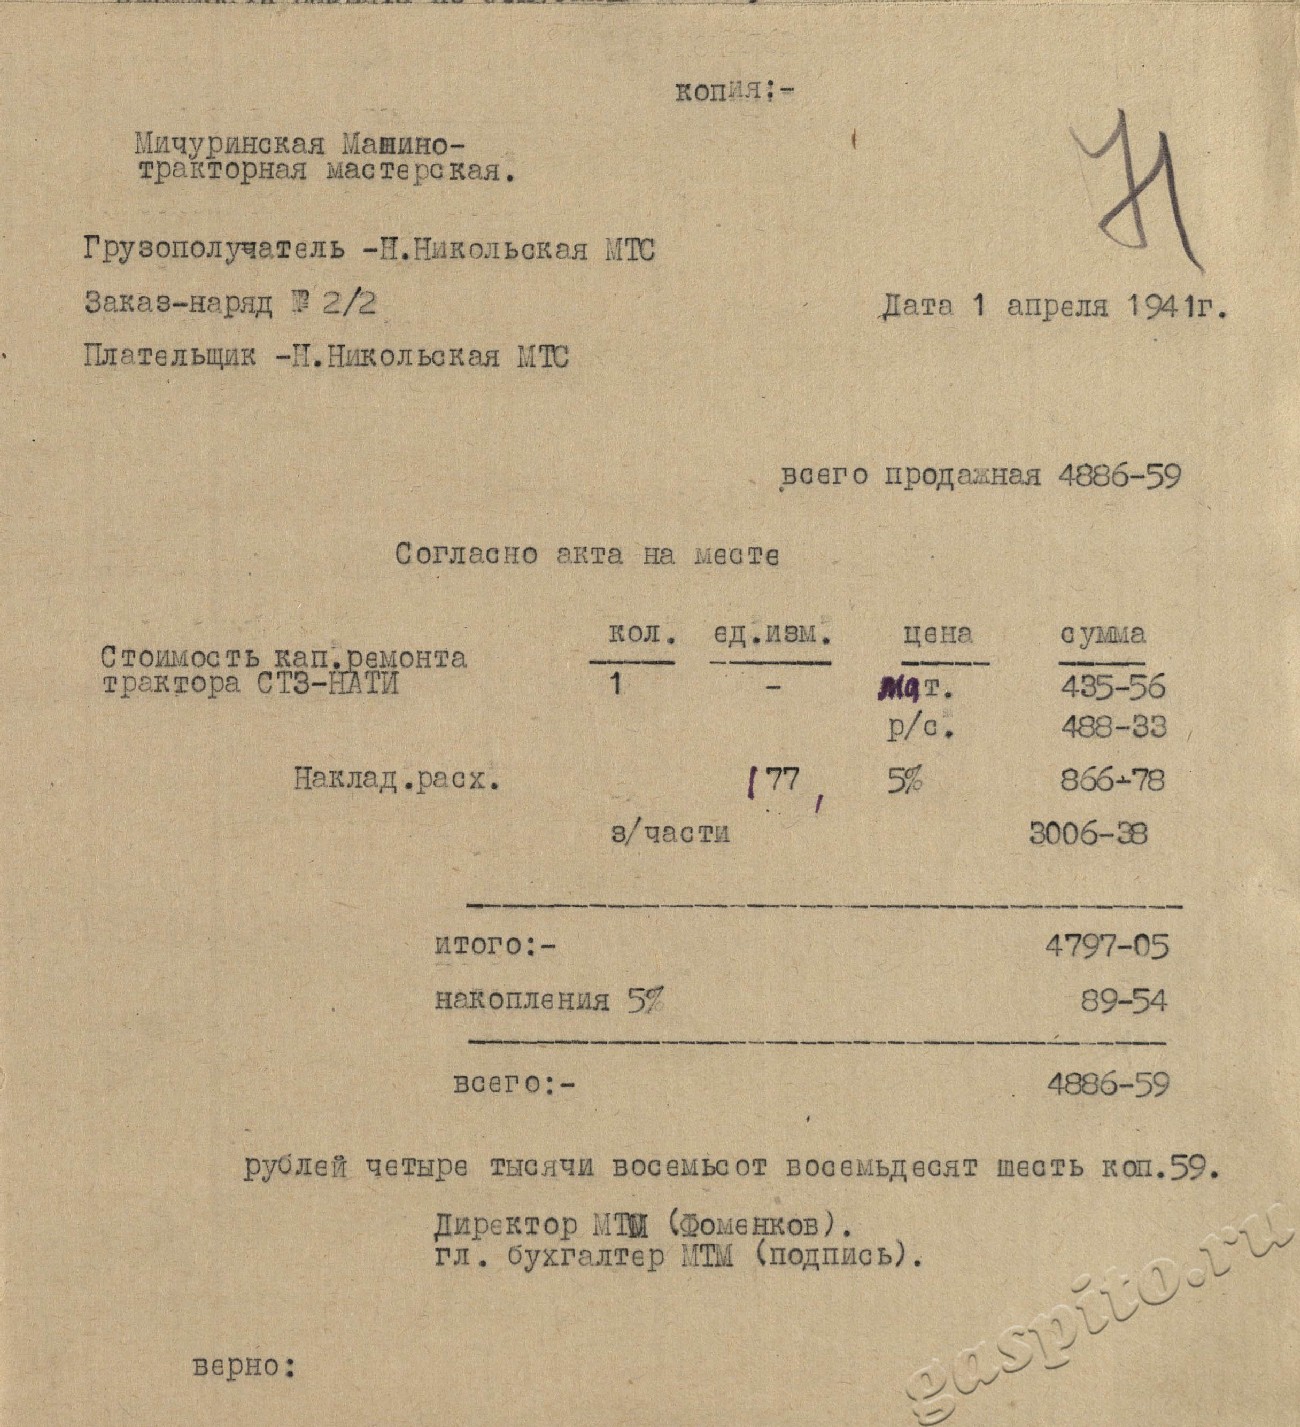 копия:-
Мичуринская Машино-
тракторная мастерская.
Грузополучатель -Н.Никольская МТС
Заказ-наряд № 2/2
Дата 1 апреля 1941г.
Плательщик -Н.Никольская МТС
всего продажная 4886-59
Согласно акта на месте
кол. ед.изм. цена сумма
Стоимость кап.ремонта
трактора СТЗ-НАТИ 1 - мат. 435-56
р/с. 488-33
Наклад.расх. 177, 5% 866-78
з/части 3006-38
итого:- 4797-05
накопления 5% 89-54
всего:- 4886-59
рублей четыре тысячи восемьсот восемьдесят шесть коп.59.
Директор МТМ (Фоменков).
гл. бухгалтер МТМ (подпись).
верно:
gaspito.ru